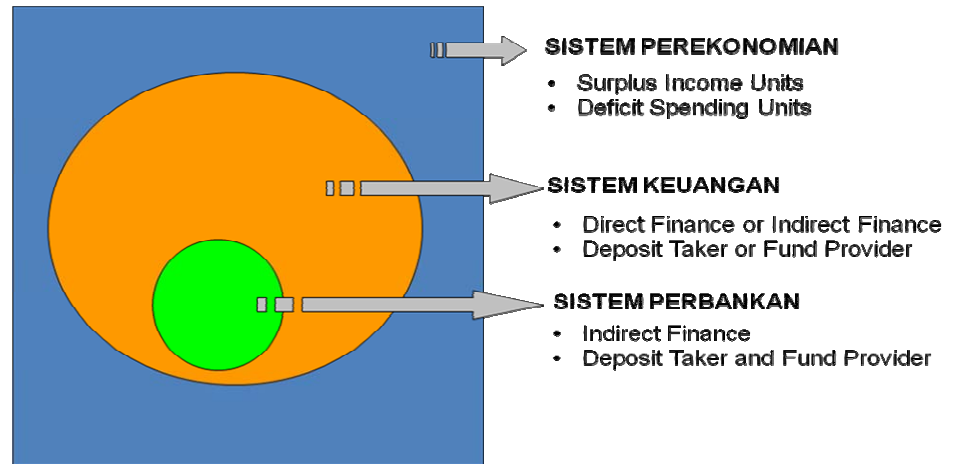 SISTEM PEREKONOMIAN
• Surplus Income Units
• Deficit Spending Units
SISTEM KEUANGAN
• Direct Finance or Indirect Finance
• Deposit Taker or Fund Provider
SISTEM PERBANKAN
• Indirect Finance
• Deposit Taker and Fund Provider